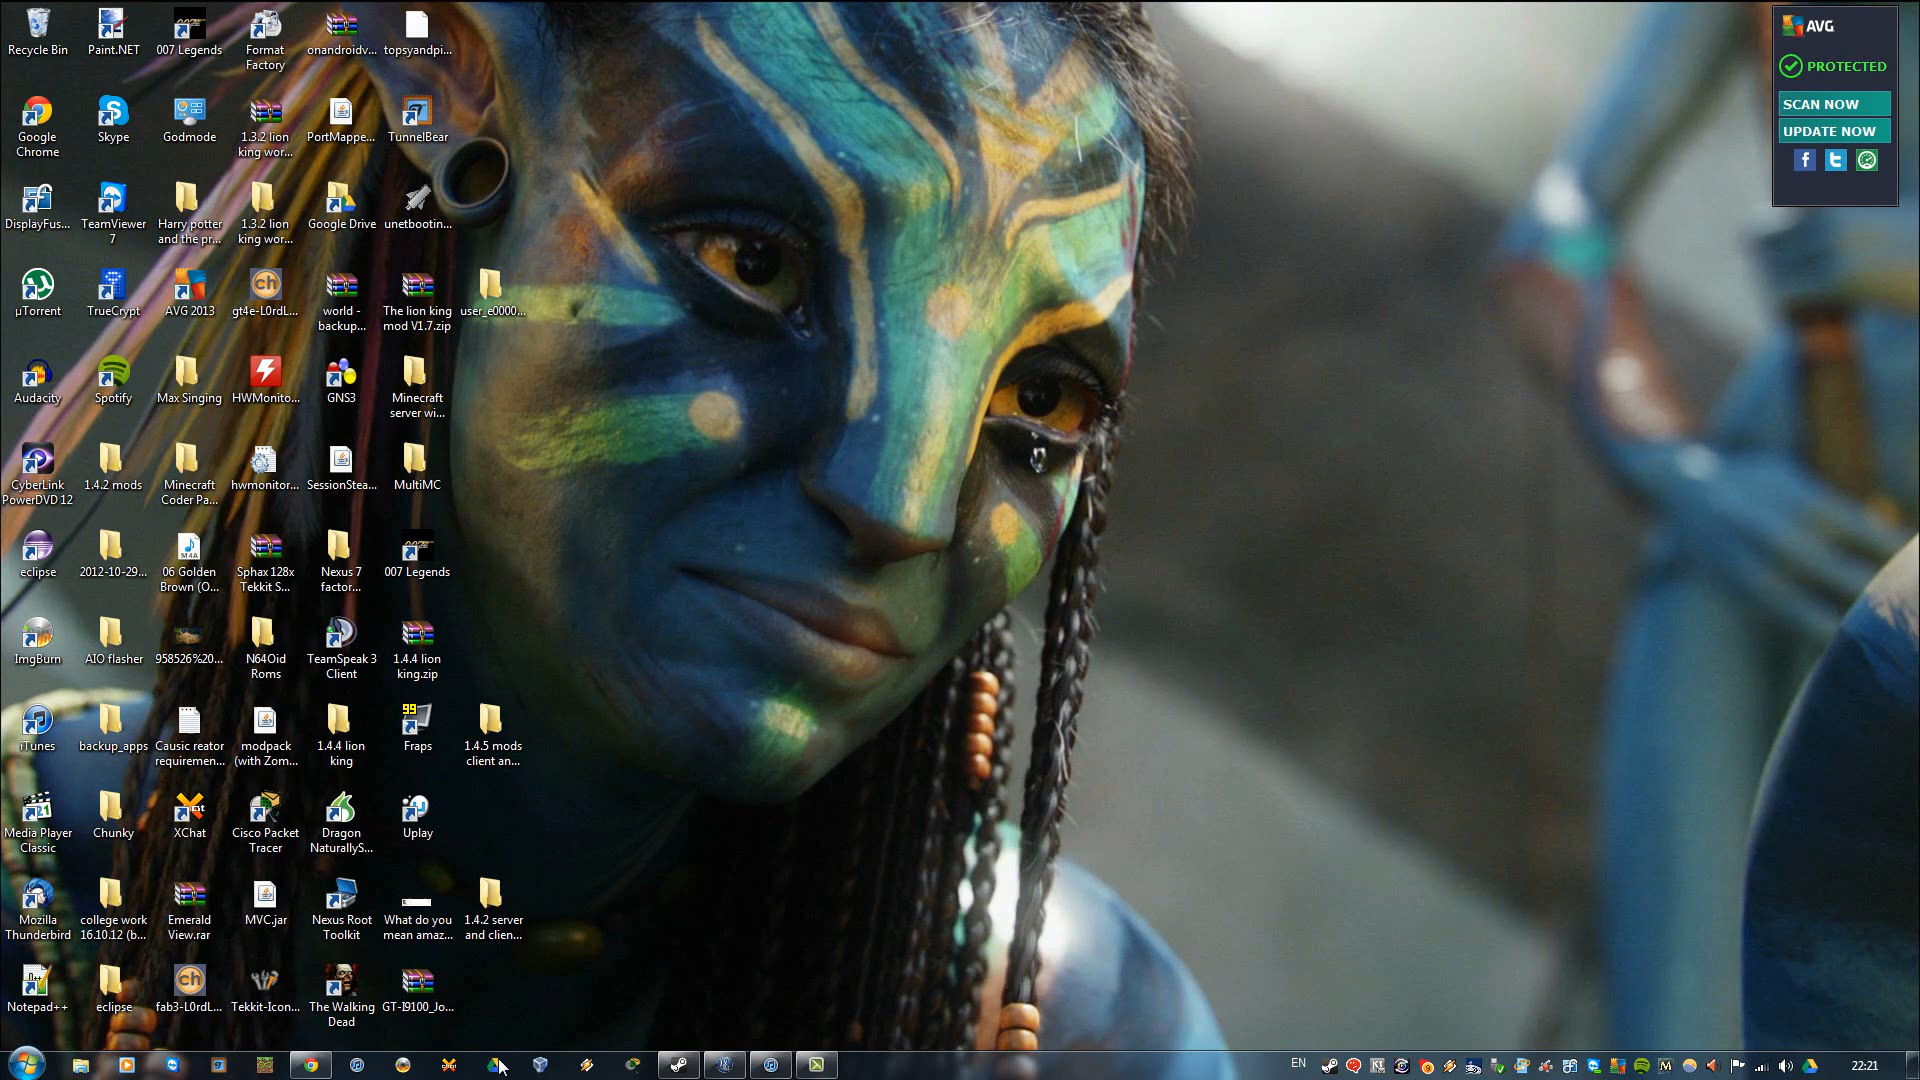 Recycle Bin
Paint.NET
007 Legends
Format
Factory
onandroidv...
topsyandpi...
AVG
PROTECTED
SCAN NOW
UPDATE NOW
Google
Chrome
Skype
Godmode
1.3.2 lion
king wor...
PortMappe...
TunnelBear
DisplayFus...
TeamViewer
7
Harry potter
and the pr...
1.3.2 lion
king wor...
Google Drive
unetbootin...
µTorrent
TrueCrypt
AVG 2013
gt4e-L0rdL...
world -
backup...
The lion king
mod V1.7.zip
user_e0000...
Audacity
Spotify
Max Singing
HWMonito...
GNS3
Minecraft
server wi...
CyberLink
PowerDVD 12
1.4.2 mods
Minecraft
Coder Pa...
hwmonitor...
SessionStea...
MultiMC
eclipse
2012-10-29...
06 Golden
Brown (O...
Sphax 128x
Tekkit S...
Nexus 7
factor...
007 Legends
ImgBurn
AIO flasher
958526%20...
N64Oid
Roms
TeamSpeak 3
Client
1.4.4 lion
king.zip
iTunes
backup_apps
Causic reator
requiremen...
modpack
(with Zom...
1.4.4 lion
king
99
Fraps
1.4.5 mods
client an...
Media Player
Classic
Chunky
XChat
Cisco Packet
Tracer
Dragon
NaturallyS...
Uplay
Mozilla
Thunderbird
college work
16.10.12 (b...
Emerald
View.rar
MVC.jar
Nexus Root
Toolkit
What do you
mean amaz...
1.4.2 server
and clien...
Notepad++
eclipse
fab3-L0rdL...
Tekkit-Icon...
The Walking
Dead
GT-I9100_Jo...
EN
22:21